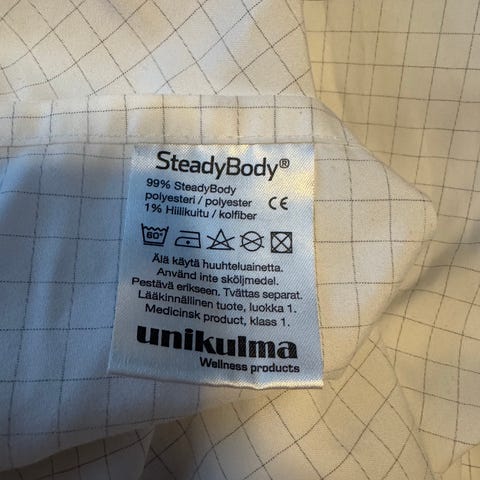 SteadyBody®
99% SteadyBody
polyesteri / polyester
1% Hiilikuitu / kolfiber
CE
60°
Älä käytä huuhteluainetta.
Använd inte sköljmedel.
Pestävä erikseen. Tvättas separat.
Lääkinnällinen tuote, luokka 1.
Medicinsk product, klass 1.
unikulma
Wellness products